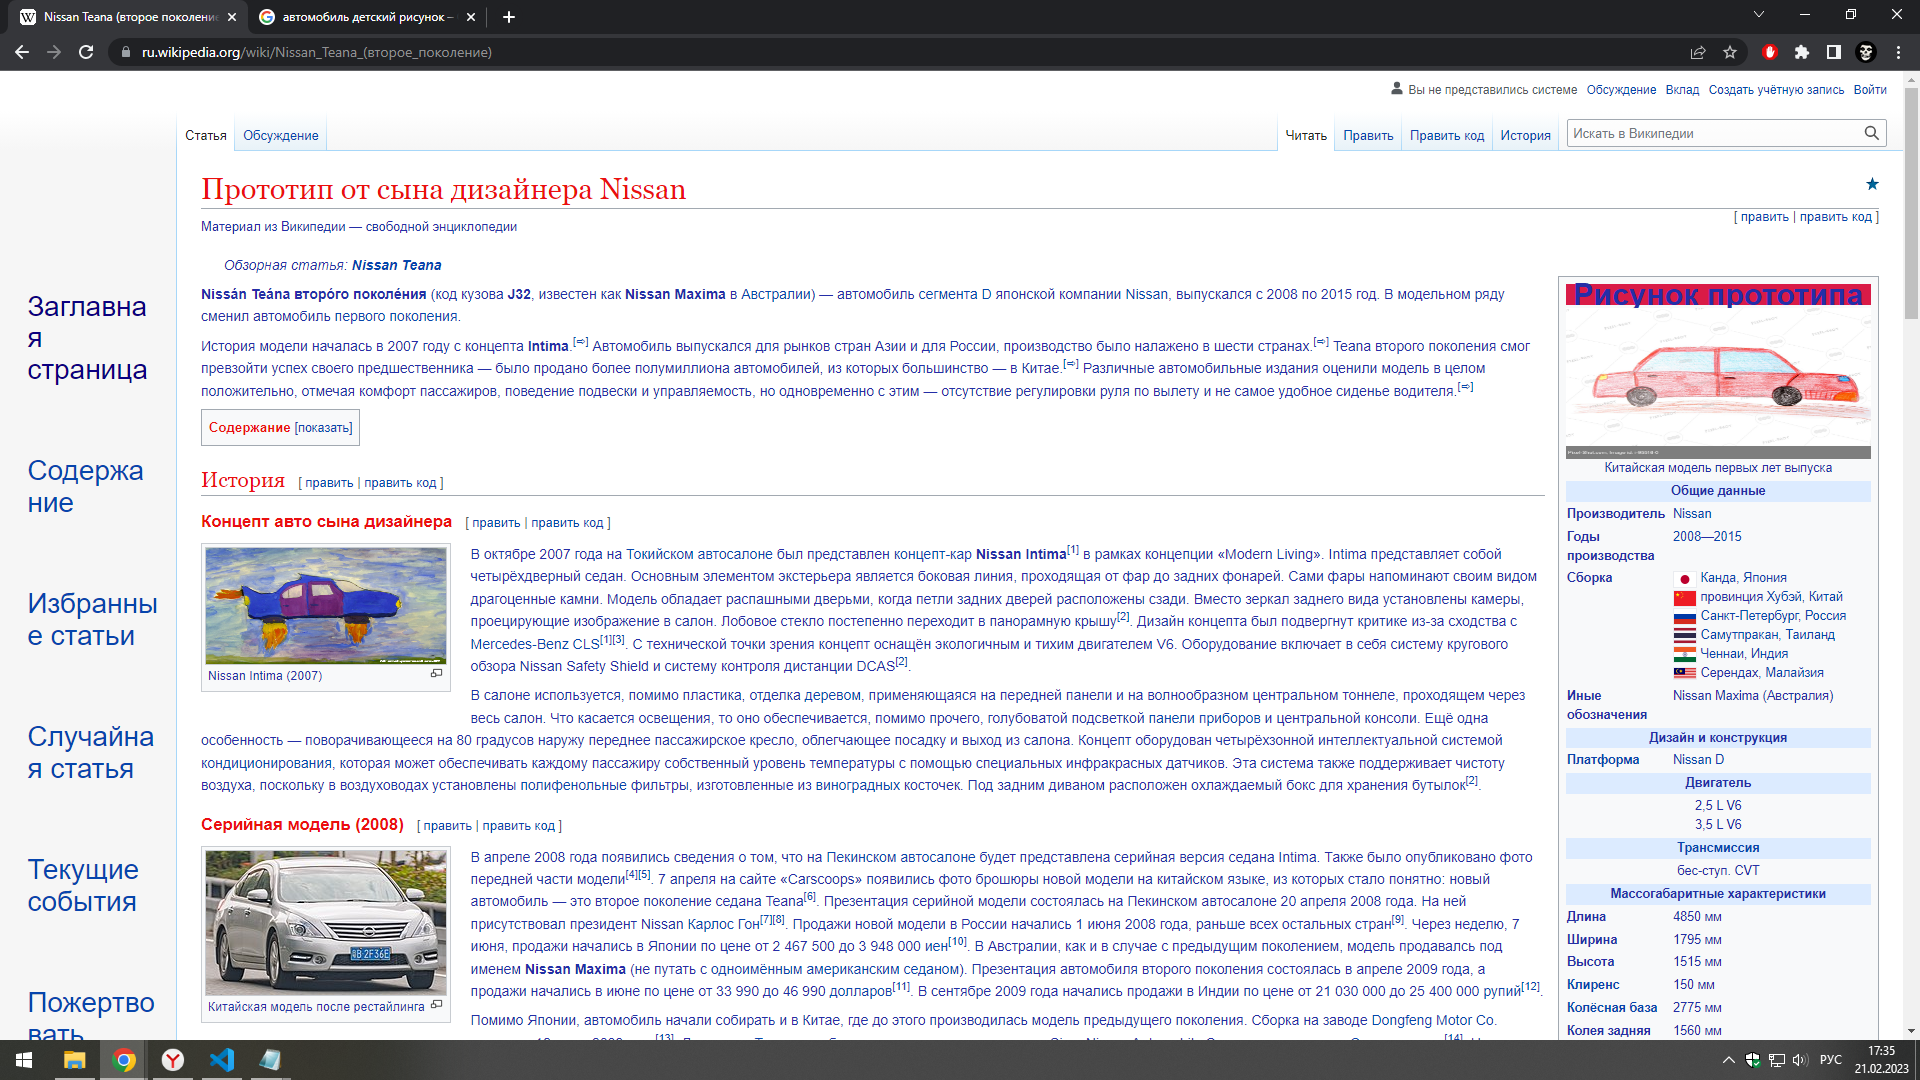 Nissan Teana (второе поколение
автомобиль детский рисунок –
ru.wikipedia.org/wiki/Nissan_Teana_(второе_поколение)
Вы не представились системе Обсуждение Вклад Создать учётную запись Войти
Статья Обсуждение Читать Править Править код История Искать в Википедии
Прототип от сына дизайнера Nissan
[ править | править код ]
Материал из Википедии — свободной энциклопедии
Обзорная статья: Nissan Teana
Nissán Teána второ́го поколе́ния (код кузова J32, известен как Nissan Maxima в Австралии) — автомобиль сегмента D японской компании Nissan, выпускался с 2008 по 2015 год. В модельном ряду
сменил автомобиль первого поколения.
История модели началась в 2007 году с концепта Intima.[⇨] Автомобиль выпускался для рынков стран Азии и для России, производство было налажено в шести странах.[⇨] Teana второго поколения смог
превзойти успех своего предшественника — было продано более полумиллиона автомобилей, из которых большинство — в Китае.[⇨] Различные автомобильные издания оценили модель в целом
положительно, отмечая комфорт пассажиров, поведение подвески и управляемость, но одновременно с этим — отсутствие регулировки руля по вылету и не самое удобное сиденье водителя.[⇨]
Содержание [показать]
История [ править | править код ]
Концепт авто сына дизайнера [ править | править код ]
Nissan Intima (2007)
В октябре 2007 года на Токийском автосалоне был представлен концепт-кар Nissan Intima[1] в рамках концепции «Modern Living». Intima представляет собой
четырёхдверный седан. Основным элементом экстерьера является боковая линия, проходящая от фар до задних фонарей. Сами фары напоминают своим видом
драгоценные камни. Модель обладает распашными дверьми, когда петли задних дверей расположены сзади. Вместо зеркал заднего вида установлены камеры,
проецирующие изображение в салон. Лобовое стекло постепенно переходит в панорамную крышу[2]. Дизайн концепта был подвергнут критике из-за сходства с
Mercedes-Benz CLS[1][3]. С технической точки зрения концепт оснащён экологичным и тихим двигателем V6. Оборудование включает в себя систему кругового
обзора Nissan Safety Shield и систему контроля дистанции DCAS[2].
В салоне используется, помимо пластика, отделка деревом, применяющаяся на передней панели и на волнообразном центральном тоннеле, проходящем через
весь салон. Что касается освещения, то оно обеспечивается, помимо прочего, голубоватой подсветкой панели приборов и центральной консоли. Ещё одна
особенность — поворачивающееся на 80 градусов наружу переднее пассажирское кресло, облегчающее посадку и выход из салона. Концепт оборудован четырёхзонной интеллектуальной системой
кондиционирования, которая может обеспечивать каждому пассажиру собственный уровень температуры с помощью специальных инфракрасных датчиков. Эта система также поддерживает чистоту
воздуха, поскольку в воздуховодах установлены полифенольные фильтры, изготовленные из виноградных косточек. Под задним диваном расположен охлаждаемый бокс для хранения бутылок[2].
Серийная модель (2008) [ править | править код ]
B·2F36E
Китайская модель после рестайлинга
В апреле 2008 года появились сведения о том, что на Пекинском автосалоне будет представлена серийная версия седана Intima. Также было опубликовано фото
передней части модели[4][5]. 7 апреля на сайте «Carscoops» появились фото брошюры новой модели на китайском языке, из которых стало понятно: новый
автомобиль — это второе поколение седана Teana[6]. Презентация серийной модели состоялась на Пекинском автосалоне 20 апреля 2008 года. На ней
присутствовал президент Nissan Карлос Гон[7][8]. Продажи новой модели в России начались 1 июня 2008 года, раньше всех остальных стран[9]. Через неделю, 7
июня, продажи начались в Японии по цене от 2 467 500 до 3 948 000 иен[10]. В Австралии, как и в случае с предыдущим поколением, модель продавалсь под
именем Nissan Maxima (не путать с одноимённым американским седаном). Презентация автомобиля второго поколения состоялась в апреле 2009 года, а
продажи начались в июне по цене от 33 990 до 46 990 долларов[11]. В сентябре 2009 года начались продажи в Индии по цене от 21 030 000 до 25 400 000 рупий[12].
Помимо Японии, автомобиль начали собирать и в Китае, где до этого производилась модель предыдущего поколения. Сборка на заводе Dongfeng Motor Co.
Заглавна
я
страница
Содержа
ние
Избранны
е статьи
Случайна
я статья
Текущие
события
Пожертво
вать
Рисунок прототипа
Китайская модель первых лет выпуска
Общие данные
Производитель Nissan
Годы 2008—2015
производства
Сборка Канда, Япония
провинция Хубэй, Китай
Санкт-Петербург, Россия
Самутпракан, Таиланд
Ченнаи, Индия
Серендах, Малайзия
Иные Nissan Maxima (Австралия)
обозначения
Дизайн и конструкция
Платформа Nissan D
Двигатель
2,5 L V6
3,5 L V6
Трансмиссия
бес-ступ. CVT
Массогабаритные характеристики
Длина 4850 мм
Ширина 1795 мм
Высота 1515 мм
Клиренс 150 мм
Колёсная база 2775 мм
Колея задняя 1560 мм
РУС
17:35
21.02.2023